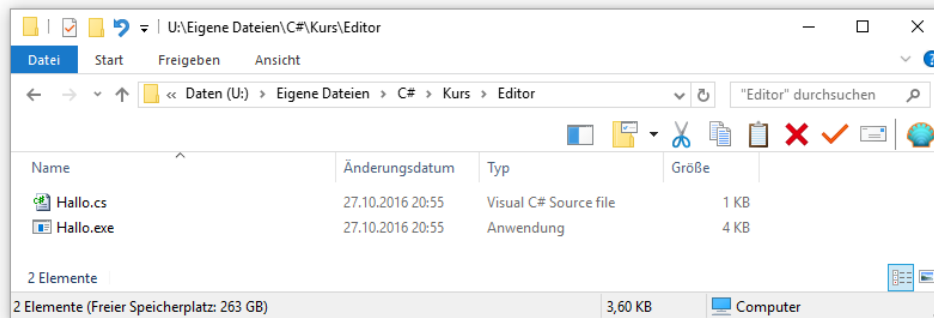 U:\Eigene Dateien\C#\Kurs\Editor
Datei Start Freigeben Ansicht
« Daten (U:) > Eigene Dateien > C# > Kurs > Editor "Editor" durchsuchen
Name Änderungsdatum Typ Größe
Hallo.cs 27.10.2016 20:55 Visual C# Source file 1 KB
Hallo.exe 27.10.2016 20:55 Anwendung 4 KB
2 Elemente
2 Elemente (Freier Speicherplatz: 263 GB) 3,60 KB Computer